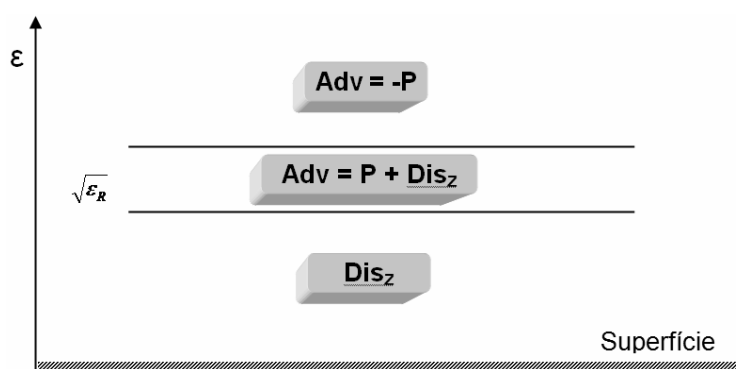 ε
Adv = -P
√ε_R
Adv = P + Dis_z
Dis_z
Superfície